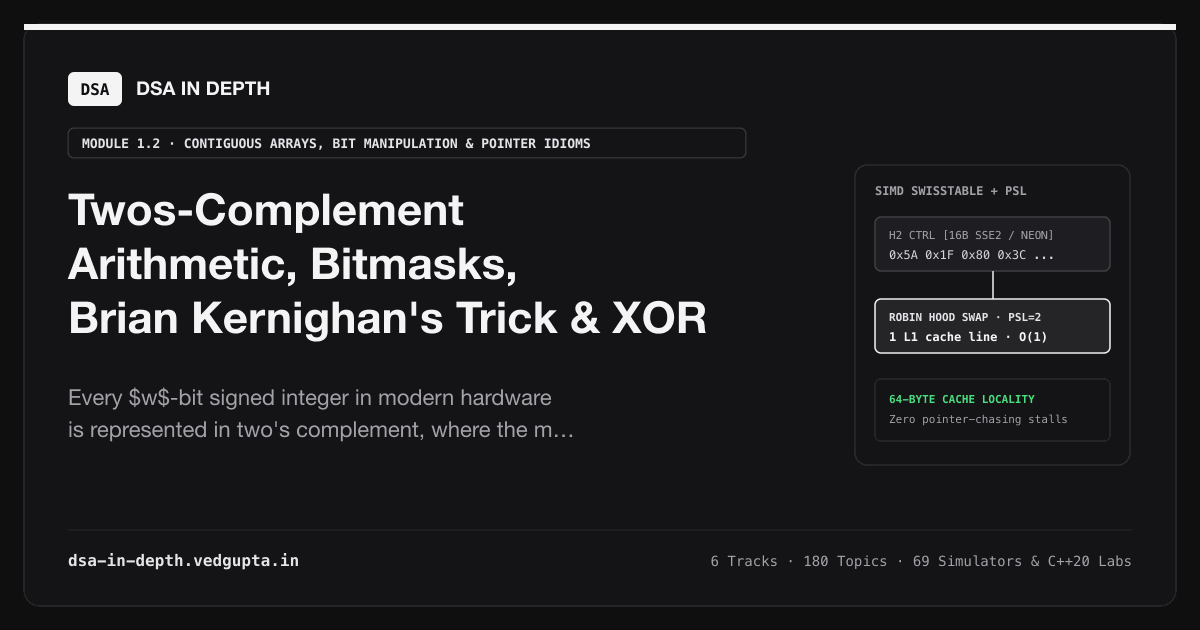 DSA
DSA IN DEPTH
MODULE 1.2 · CONTIGUOUS ARRAYS, BIT MANIPULATION & POINTER IDIOMS
Twos-Complement
Arithmetic, Bitmasks,
Brian Kernighan's Trick & XOR
Every $w$-bit signed integer in modern hardware
is represented in two's complement, where the m...
SIMD SWISSTABLE + PSL
H2 CTRL [16B SSE2 / NEON]
0x5A 0x1F 0x80 0x3C ...
ROBIN HOOD SWAP · PSL=2
1 L1 cache line · O(1)
64-BYTE CACHE LOCALITY
Zero pointer-chasing stalls
dsa-in-depth.vedgupta.in
6 Tracks · 180 Topics · 69 Simulators & C++20 Labs